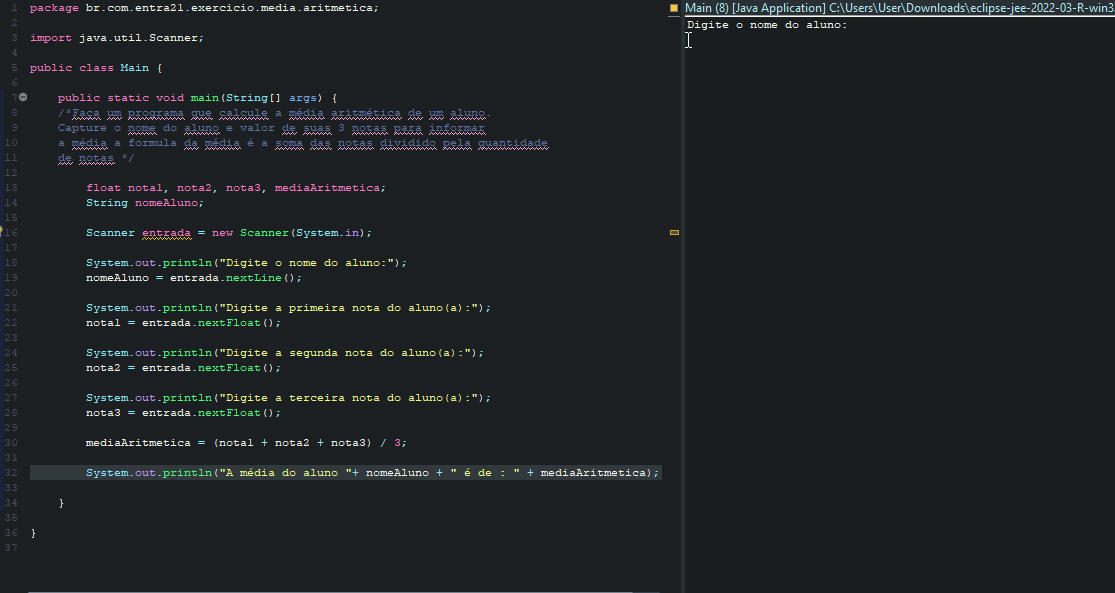 1 package br.com.entra21.exercicio.media.aritmetica;
2
3 import java.util.Scanner;
4
5 public class Main {
6
7 public static void main(String[] args) {
8 /*Faça um programa que calcule a média aritmética de um aluno.
9 Capture o nome do aluno e valor de suas 3 notas para informar
10 a média a formula da média é a soma das notas dividido pela quantidade
11 de notas */
12
13 float nota1, nota2, nota3, mediaAritmetica;
14 String nomeAluno;
15
16 Scanner entrada = new Scanner(System.in);
17
18 System.out.println("Digite o nome do aluno:");
19 nomeAluno = entrada.nextLine();
20
21 System.out.println("Digite a primeira nota do aluno(a):");
22 nota1 = entrada.nextFloat();
23
24 System.out.println("Digite a segunda nota do aluno(a):");
25 nota2 = entrada.nextFloat();
26
27 System.out.println("Digite a terceira nota do aluno(a):");
28 nota3 = entrada.nextFloat();
29
30 mediaAritmetica = (nota1 + nota2 + nota3) / 3;
31
32 System.out.println("A média do aluno "+ nomeAluno + " é de : " + mediaAritmetica);
33
34 }
35
36 }
37
Main (8) [Java Application] C:\Users\User\Downloads\eclipse-jee-2022-03-R-win3
Digite o nome do aluno: